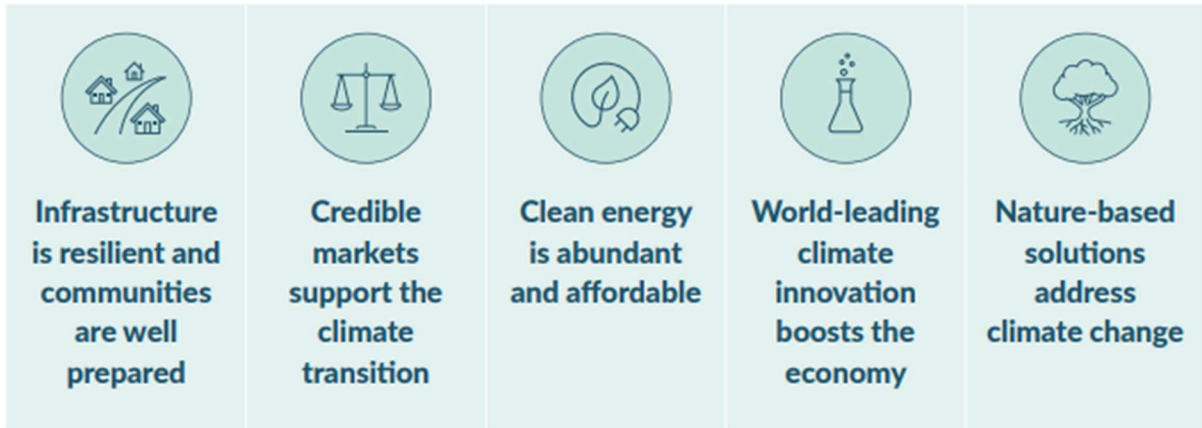 Infrastructure
is resilient and
communities
are well
prepared
Credible
markets
support the
climate
transition
Clean energy
is abundant
and affordable
World-leading
climate
innovation
boosts the
economy
Nature-based
solutions
address
climate change